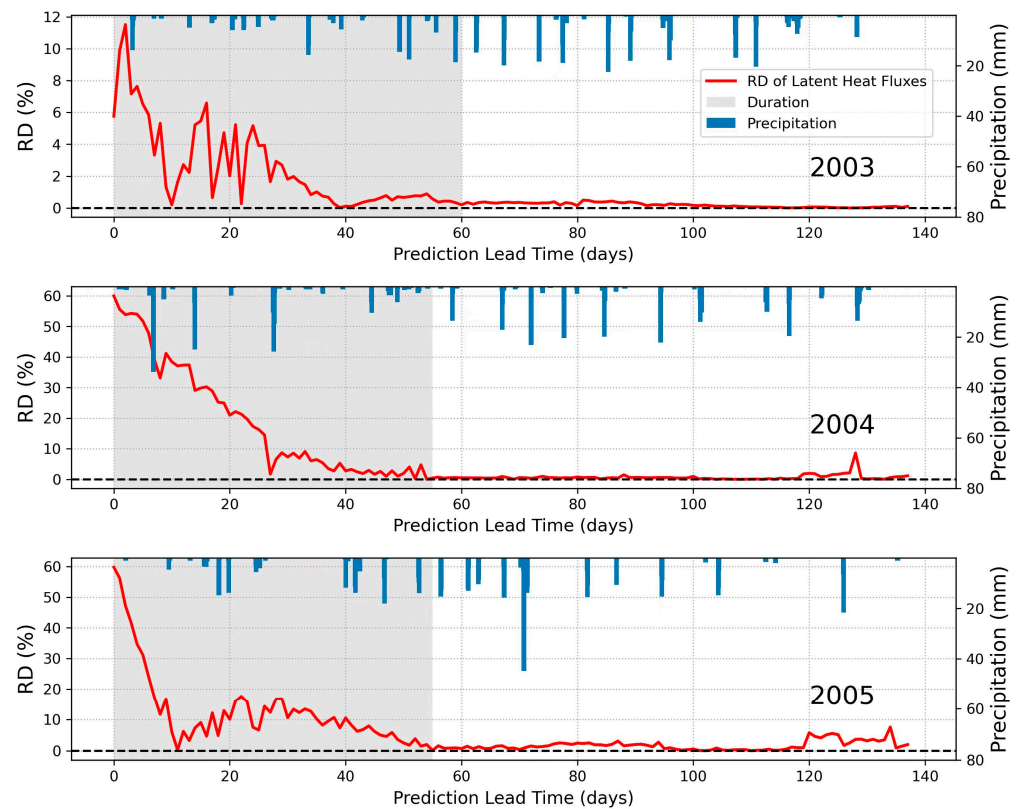 12
10
8
6
4
2
0
RD (%)
20
40
60
80
Precipitation (mm)
RD of Latent Heat Fluxes
Duration
Precipitation
2003
0 20 40 60 80 100 120 140
Prediction Lead Time (days)
60
50
40
30
20
10
0
RD (%)
20
40
60
80
Precipitation (mm)
2004
0 20 40 60 80 100 120 140
Prediction Lead Time (days)
60
50
40
30
20
10
0
RD (%)
20
40
60
80
Precipitation (mm)
2005
0 20 40 60 80 100 120 140
Prediction Lead Time (days)